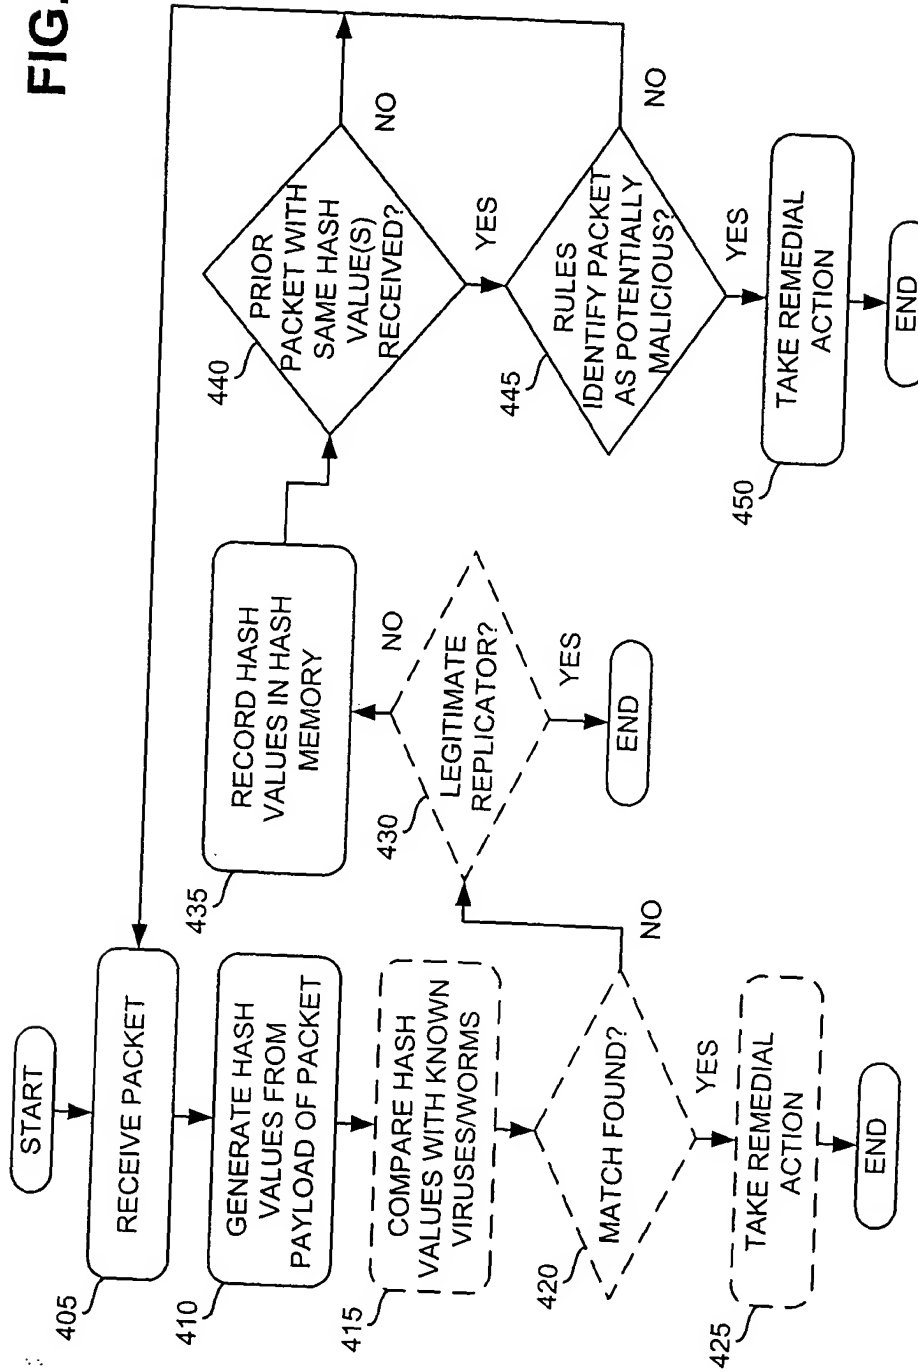 FIG.
START
RECEIVE PACKET
405
GENERATE HASH
VALUES FROM
PAYLOAD OF PACKET
410
COMPARE HASH
VALUES WITH KNOWN
VIRUSES/WORMS
415
MATCH FOUND?
420
NO
YES
TAKE REMEDIAL
ACTION
425
END
LEGITIMATE
REPLICATOR?
430
NO
YES
END
RECORD HASH
VALUES IN HASH
MEMORY
435
PRIOR
PACKET WITH
SAME HASH
VALUE(S)
RECEIVED?
440
NO
YES
RULES
IDENTIFY PACKET
AS POTENTIALLY
MALICIOUS?
445
NO
YES
TAKE REMEDIAL
ACTION
450
END